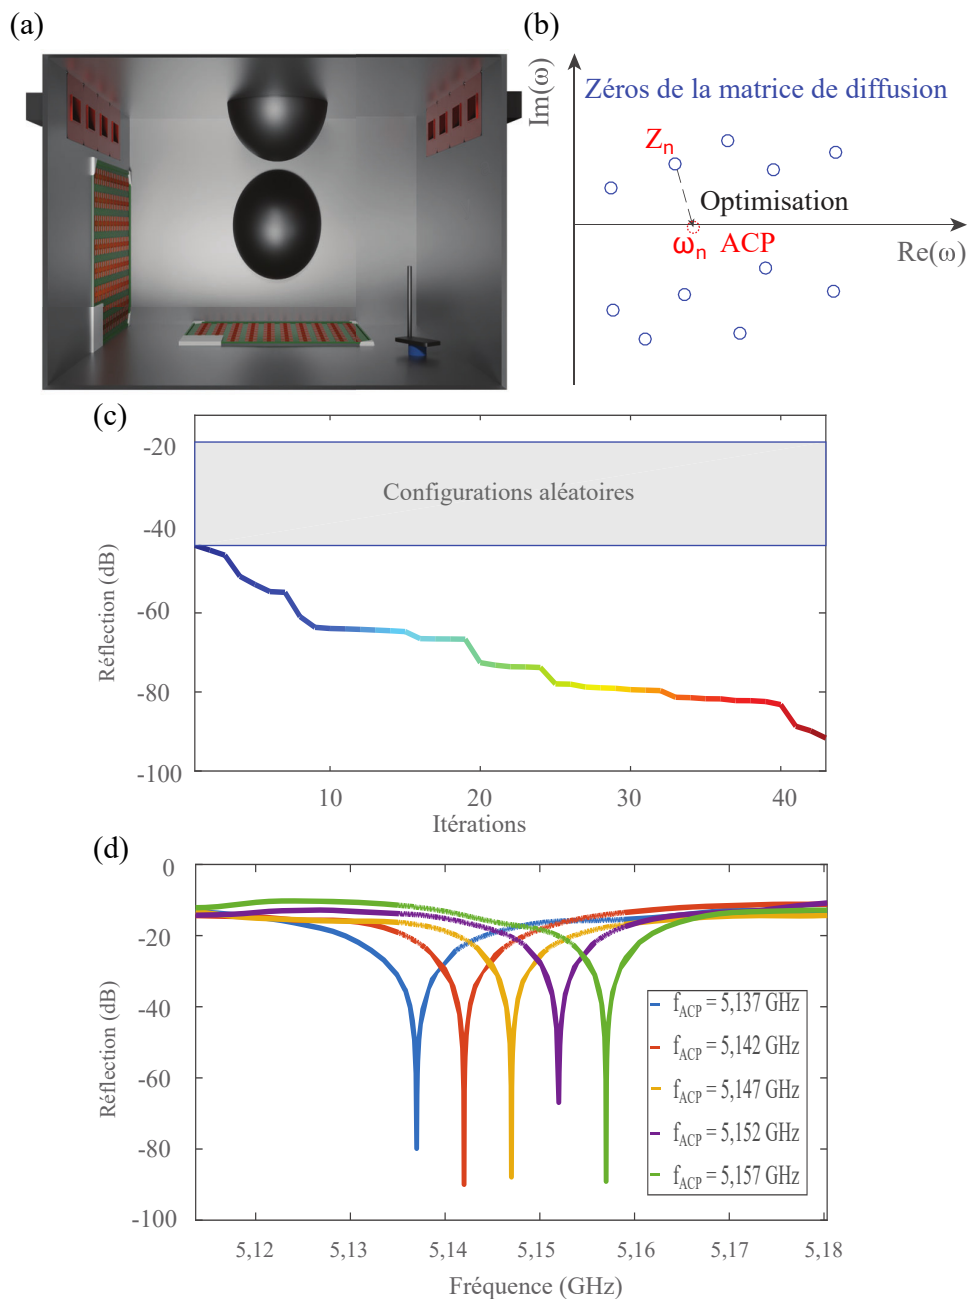 (a)
(b)
Im(ω)
Zéros de la matrice de diffusion
Zn
Optimisation
ωn ACP
Re(ω)
(c)
-20
-40
-60
-80
-100
Réflection (dB)
Configurations aléatoires
10 20 30 40
Itérations
(d)
0
-20
-40
-60
-80
-100
Réflection (dB)
fACP = 5,137 GHz
fACP = 5,142 GHz
fACP = 5,147 GHz
fACP = 5,152 GHz
fACP = 5,157 GHz
5,12 5,13 5,14 5,15 5,16 5,17 5,18
Fréquence (GHz)